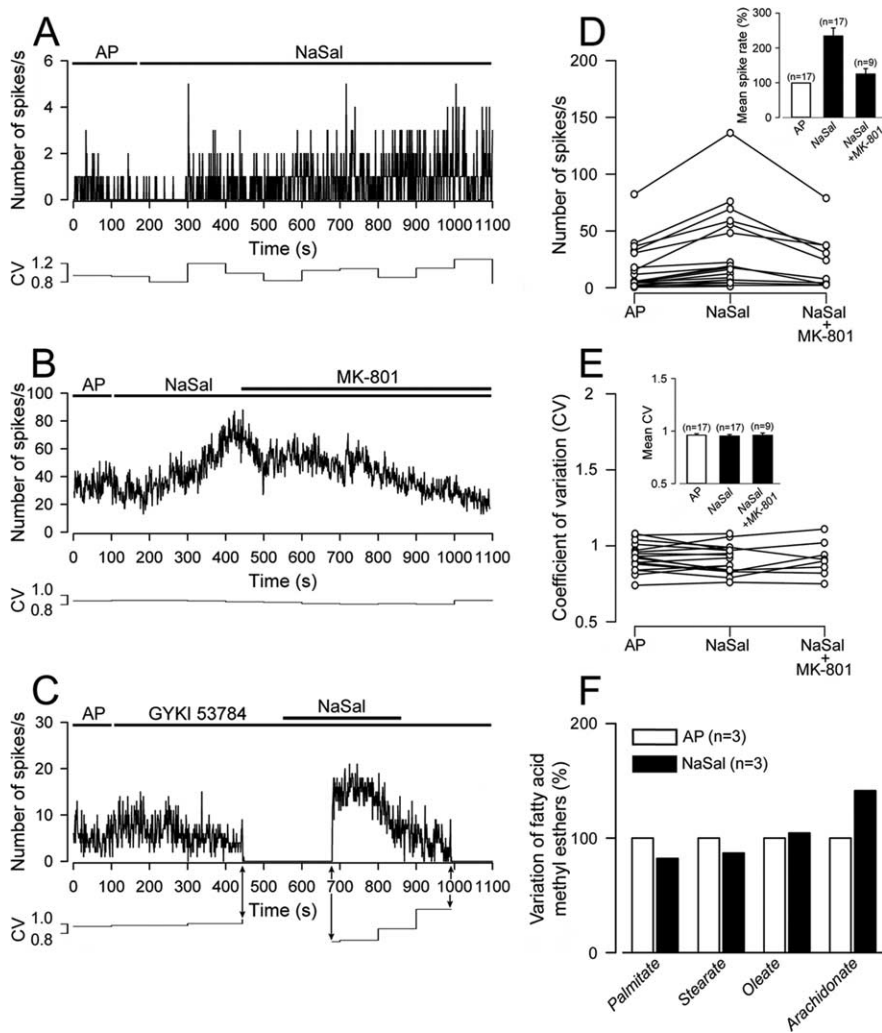 A
AP NaSal
Number of spikes/s
6
4
2
0
0 100 200 300 400 500 600 700 800 900 1000 1100
Time (s)
CV
1.2
0.8
B
AP NaSal MK-801
Number of spikes/s
100
80
60
40
20
0
0 100 200 300 400 500 600 700 800 900 1000 1100
Time (s)
CV
1.0
0.8
C
AP GYKI 53784 NaSal
Number of spikes/s
30
20
10
0
0 100 200 300 400 500 600 700 800 900 1000 1100
Time (s)
CV
1.0
0.8
D
Number of spikes/s
200
150
100
50
0
AP
NaSal
NaSal
+
MK-801
Mean spike rate (%)
300
200
100
0
(n=17)
(n=17)
(n=9)
AP
NaSal
NaSal
+MK-801
E
Coefficient of variation (CV)
2
1.5
1
0.5
AP
NaSal
NaSal
+
MK-801
Mean CV
1.5
1
0.5
(n=17)
(n=17)
(n=9)
AP
NaSal
NaSal
+MK-801
F
Variation of fatty acid
methyl esthers (%)
200
100
0
AP (n=3)
NaSal (n=3)
Palmitate
Stearate
Oleate
Arachidonate